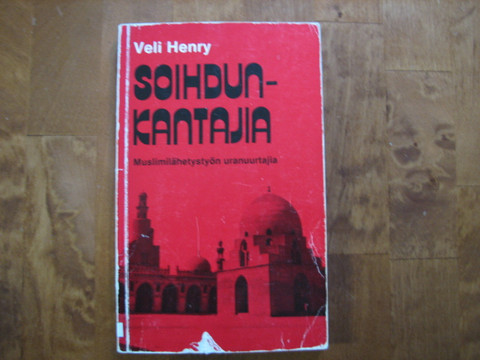 Veli Henry
SOIHDUN-
KANTAJIA
Muslimilähetystyön uranuurtajia